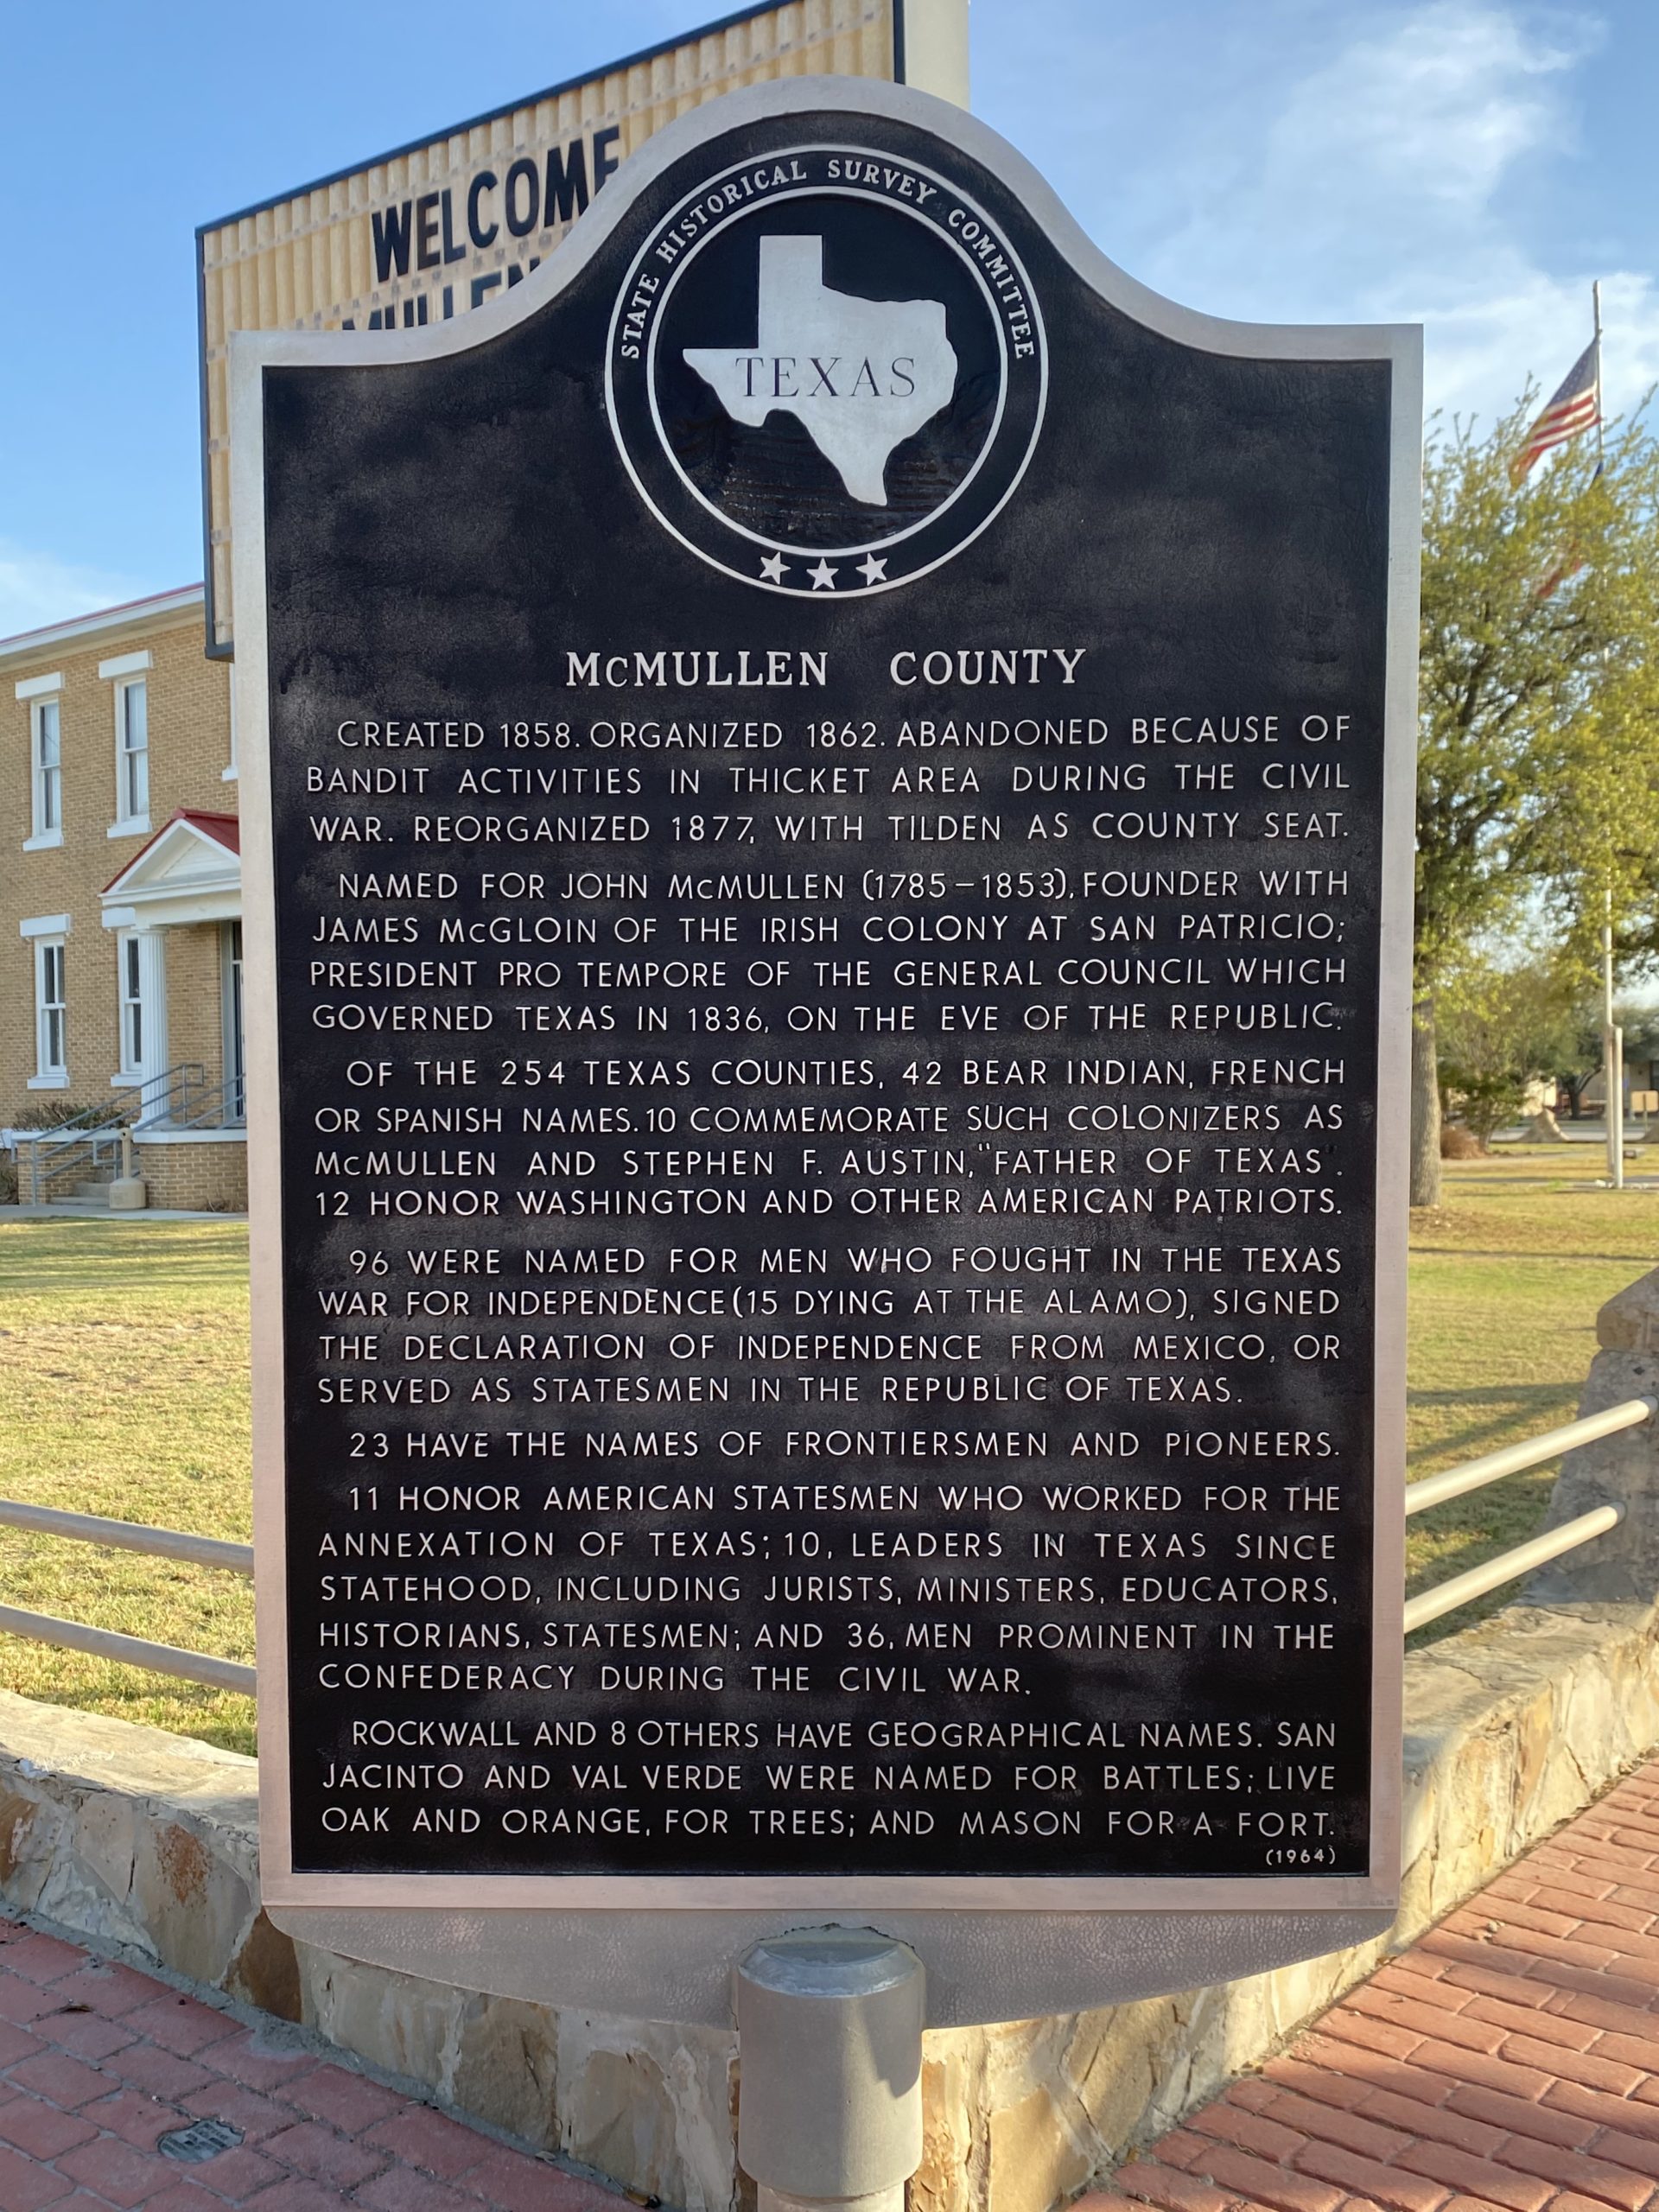 WELCOME
STATE HISTORICAL SURVEY COMMITTEE
TEXAS
McMULLEN COUNTY
CREATED 1858. ORGANIZED 1862. ABANDONED BECAUSE OF
BANDIT ACTIVITIES IN THICKET AREA DURING THE CIVIL
WAR. REORGANIZED 1877, WITH TILDEN AS COUNTY SEAT.
NAMED FOR JOHN McMULLEN (1785-1853), FOUNDER WITH
JAMES McGLOIN OF THE IRISH COLONY AT SAN PATRICIO;
PRESIDENT PRO TEMPORE OF THE GENERAL COUNCIL WHICH
GOVERNED TEXAS IN 1836, ON THE EVE OF THE REPUBLIC.
OF THE 254 TEXAS COUNTIES, 42 BEAR INDIAN, FRENCH
OR SPANISH NAMES. 10 COMMEMORATE SUCH COLONIZERS AS
McMULLEN AND STEPHEN F. AUSTIN, "FATHER OF TEXAS".
12 HONOR WASHINGTON AND OTHER AMERICAN PATRIOTS.
96 WERE NAMED FOR MEN WHO FOUGHT IN THE TEXAS
WAR FOR INDEPENDENCE (15 DYING AT THE ALAMO), SIGNED
THE DECLARATION OF INDEPENDENCE FROM MEXICO, OR
SERVED AS STATESMEN IN THE REPUBLIC OF TEXAS.
23 HAVE THE NAMES OF FRONTIERSMEN AND PIONEERS.
11 HONOR AMERICAN STATESMEN WHO WORKED FOR THE
ANNEXATION OF TEXAS; 10, LEADERS IN TEXAS SINCE
STATEHOOD, INCLUDING JURISTS, MINISTERS, EDUCATORS,
HISTORIANS, STATESMEN; AND 36, MEN PROMINENT IN THE
CONFEDERACY DURING THE CIVIL WAR.
ROCKWALL AND 8 OTHERS HAVE GEOGRAPHICAL NAMES. SAN
JACINTO AND VAL VERDE WERE NAMED FOR BATTLES; LIVE
OAK AND ORANGE, FOR TREES; AND MASON FOR A FORT.
(1964)